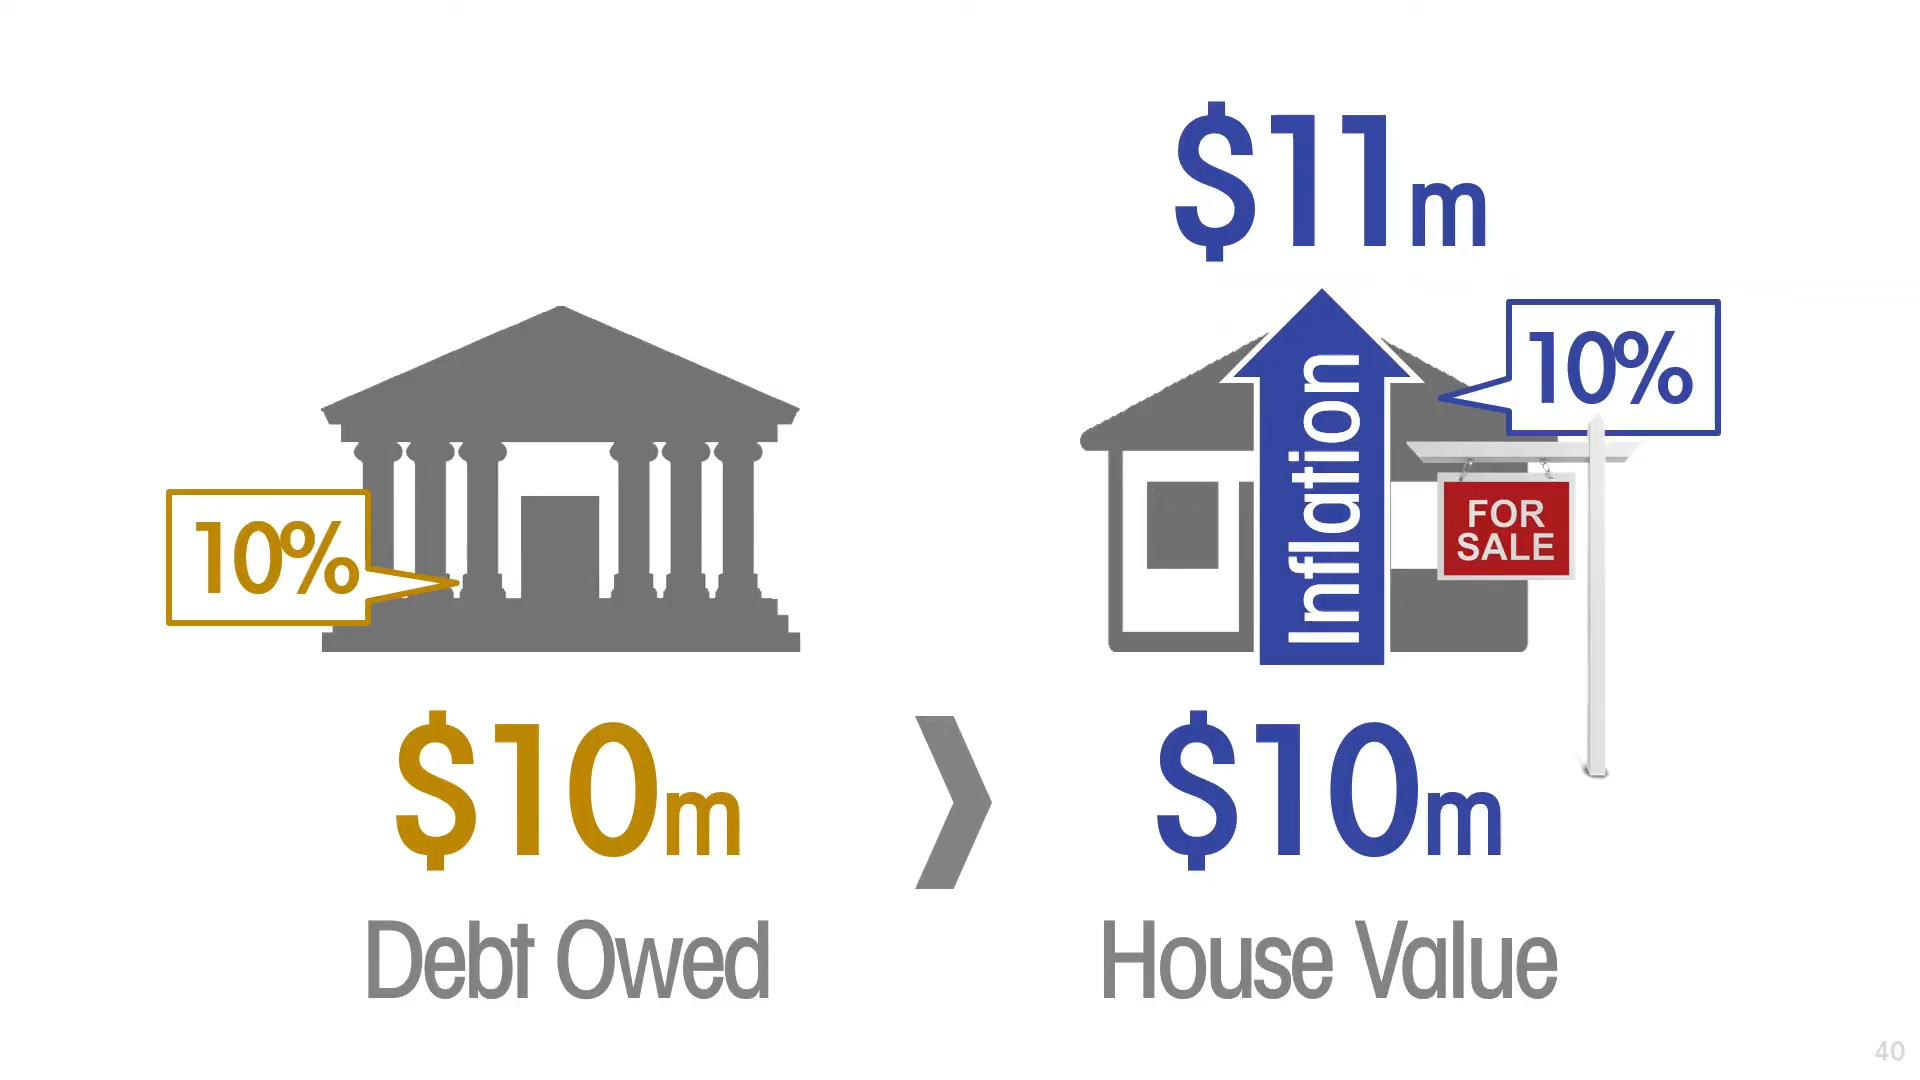 $11m
10%
Inflation
FOR
SALE
10%
$10m
$10m
Debt Owed
House Value
40